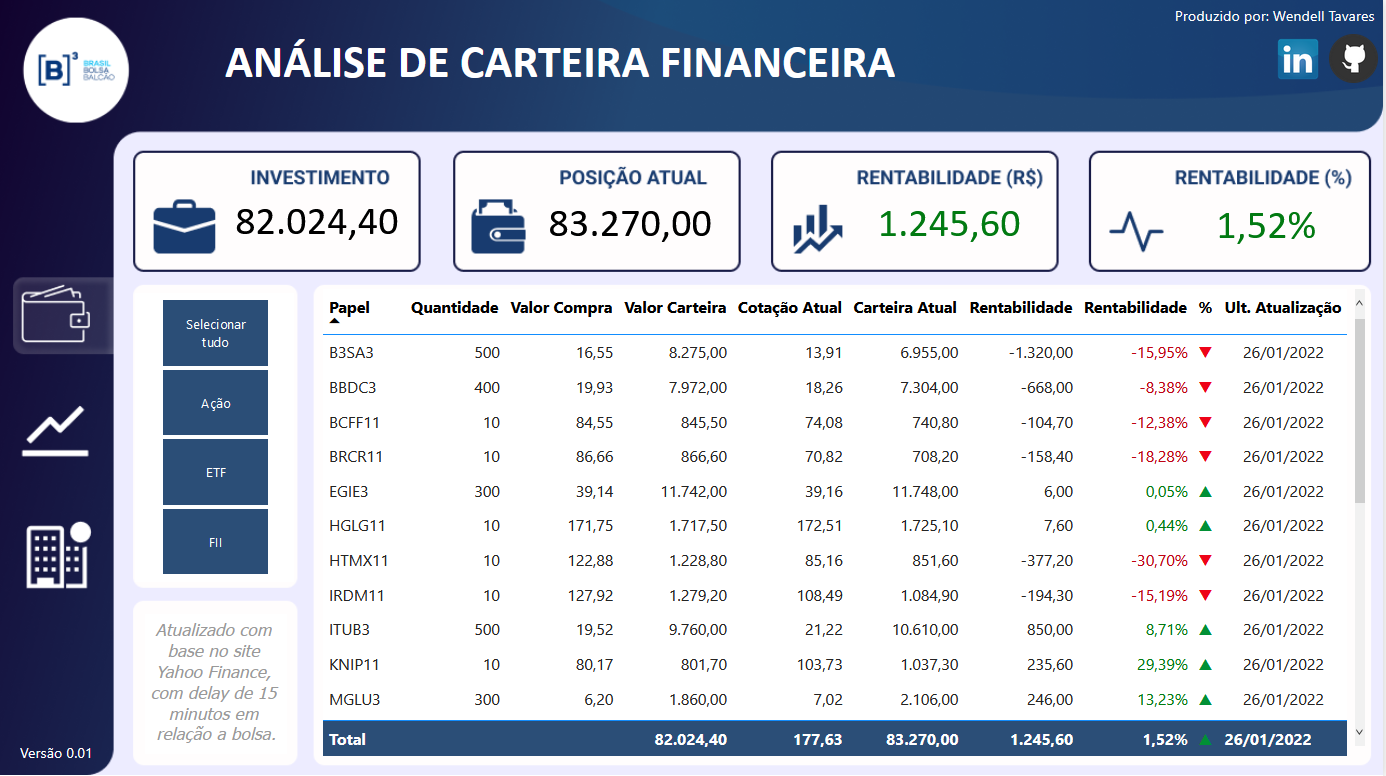 Produzido por: Wendell Tavares
[B]³ BRASIL
BOLSA
BALCÃO
ANÁLISE DE CARTEIRA FINANCEIRA
in
INVESTIMENTO
82.024,40
POSIÇÃO ATUAL
83.270,00
RENTABILIDADE (R$)
1.245,60
RENTABILIDADE (%)
1,52%
Selecionar
tudo
Ação
ETF
FII
Atualizado com
base no site
Yahoo Finance,
com delay de 15
minutos em
relação a bolsa.
Versão 0.01
Papel Quantidade Valor Compra Valor Carteira Cotação Atual Carteira Atual Rentabilidade Rentabilidade % Ult. Atualização
B3SA3 500 16,55 8.275,00 13,91 6.955,00 -1.320,00 -15,95% ▼ 26/01/2022
BBDC3 400 19,93 7.972,00 18,26 7.304,00 -668,00 -8,38% ▼ 26/01/2022
BCFF11 10 84,55 845,50 74,08 740,80 -104,70 -12,38% ▼ 26/01/2022
BRCR11 10 86,66 866,60 70,82 708,20 -158,40 -18,28% ▼ 26/01/2022
EGIE3 300 39,14 11.742,00 39,16 11.748,00 6,00 0,05% ▲ 26/01/2022
HGLG11 10 171,75 1.717,50 172,51 1.725,10 7,60 0,44% ▲ 26/01/2022
HTMX11 10 122,88 1.228,80 85,16 851,60 -377,20 -30,70% ▼ 26/01/2022
IRDM11 10 127,92 1.279,20 108,49 1.084,90 -194,30 -15,19% ▼ 26/01/2022
ITUB3 500 19,52 9.760,00 21,22 10.610,00 850,00 8,71% ▲ 26/01/2022
KNIP11 10 80,17 801,70 103,73 1.037,30 235,60 29,39% ▲ 26/01/2022
MGLU3 300 6,20 1.860,00 7,02 2.106,00 246,00 13,23% ▲ 26/01/2022
Total 82.024,40 177,63 83.270,00 1.245,60 1,52% ▲ 26/01/2022